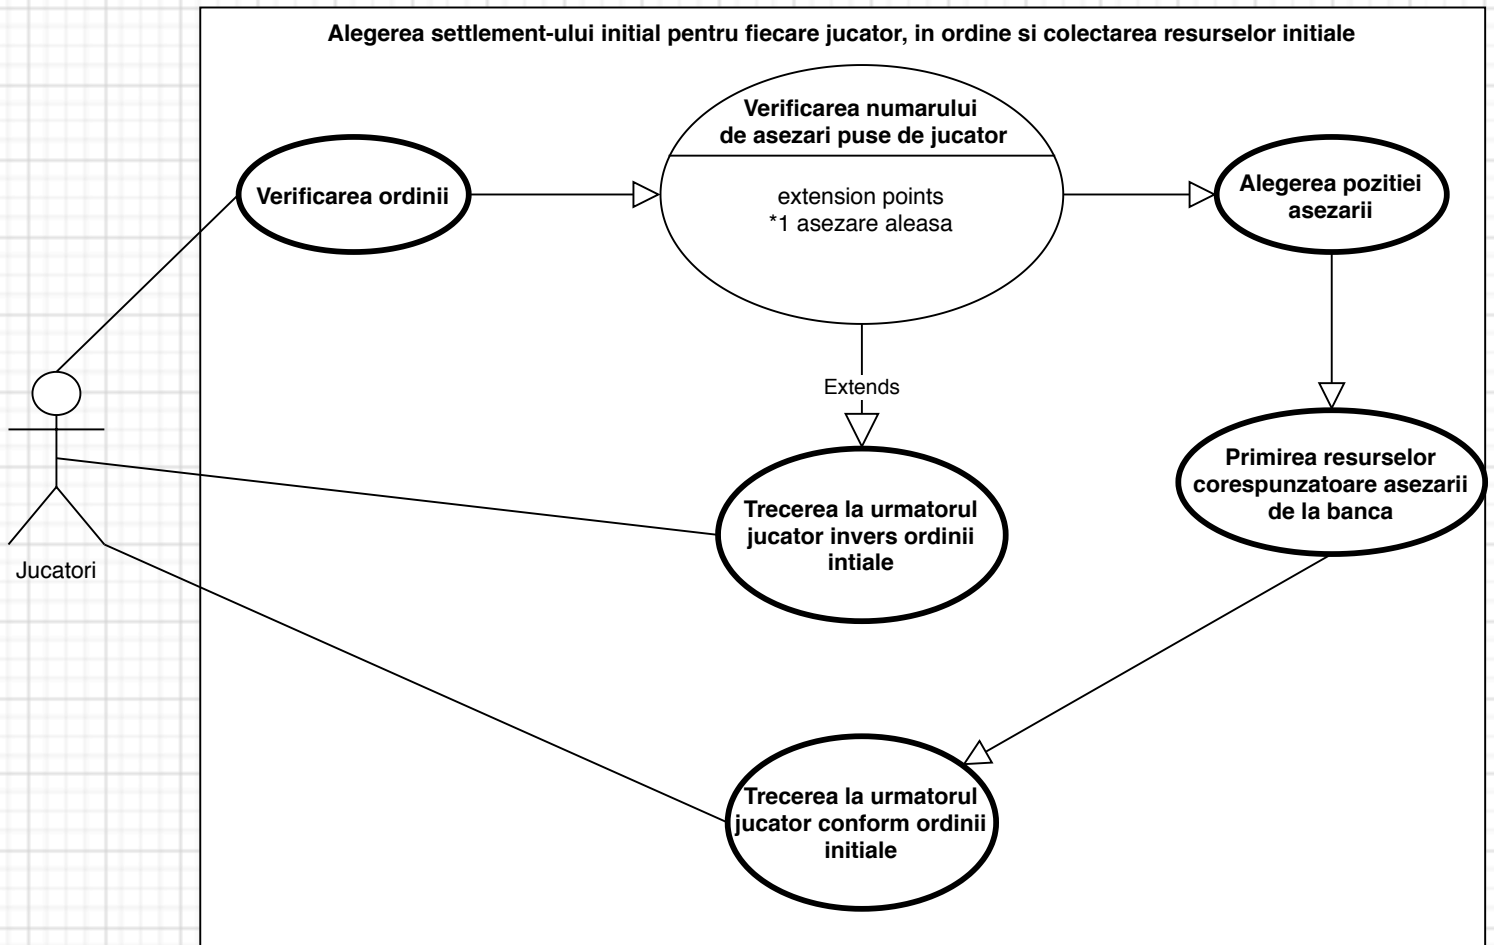 Alegerea settlement-ului initial pentru fiecare jucator, in ordine si colectarea resurselor initiale
Verificarea numarului
de asezari puse de jucator
Verificarea ordinii
extension points
*1 asezare aleasa
Alegerea pozitiei
asezarii
Extends
Primirea resurselor
corespunzatoare asezarii
de la banca
Trecerea la urmatorul
jucator invers ordinii
intiale
Jucatori
Trecerea la urmatorul
jucator conform ordinii
initiale